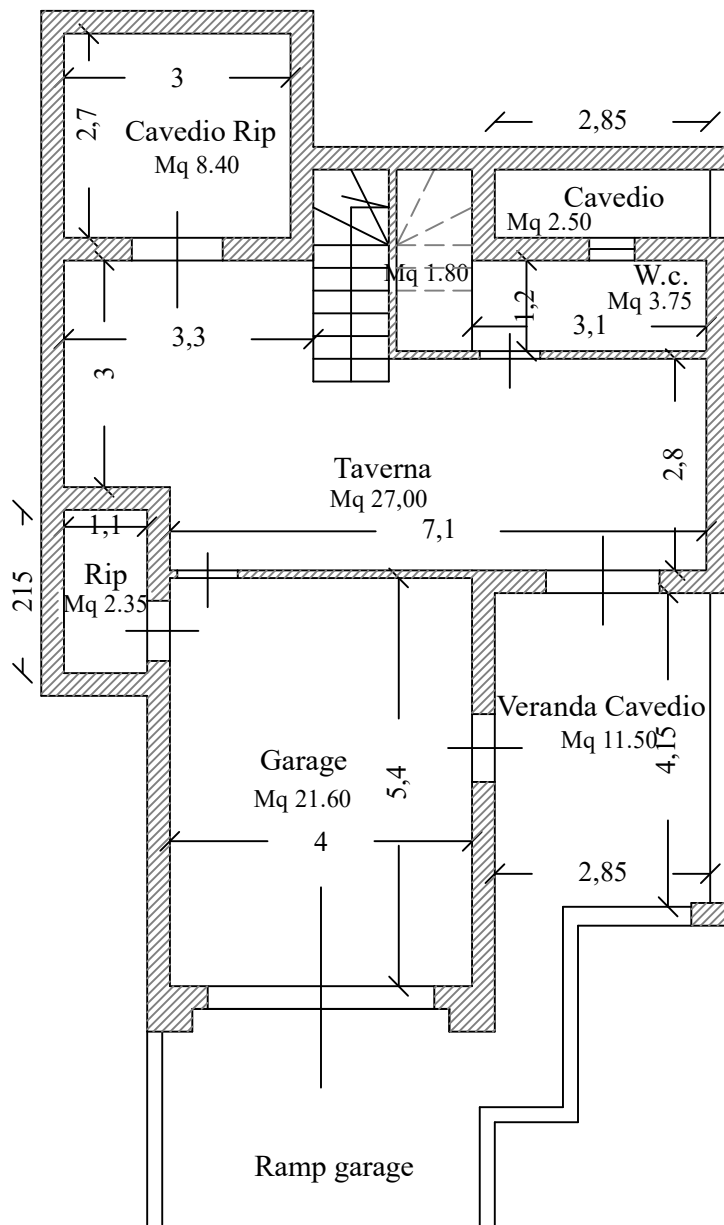 2,85
3
2,7
Cavedio Rip
Mq 8.40
Cavedio
Mq 2.50
Mq 1.80
W.c.
Mq 3.75
1,2
3,1
3,3
3
Taverna
Mq 27,00
2,8
7,1
1,1
215
Rip
Mq 2.35
Veranda Cavedio
Mq 11.50
4,15
Garage
Mq 21.60
5,4
4
2,85
Ramp garage